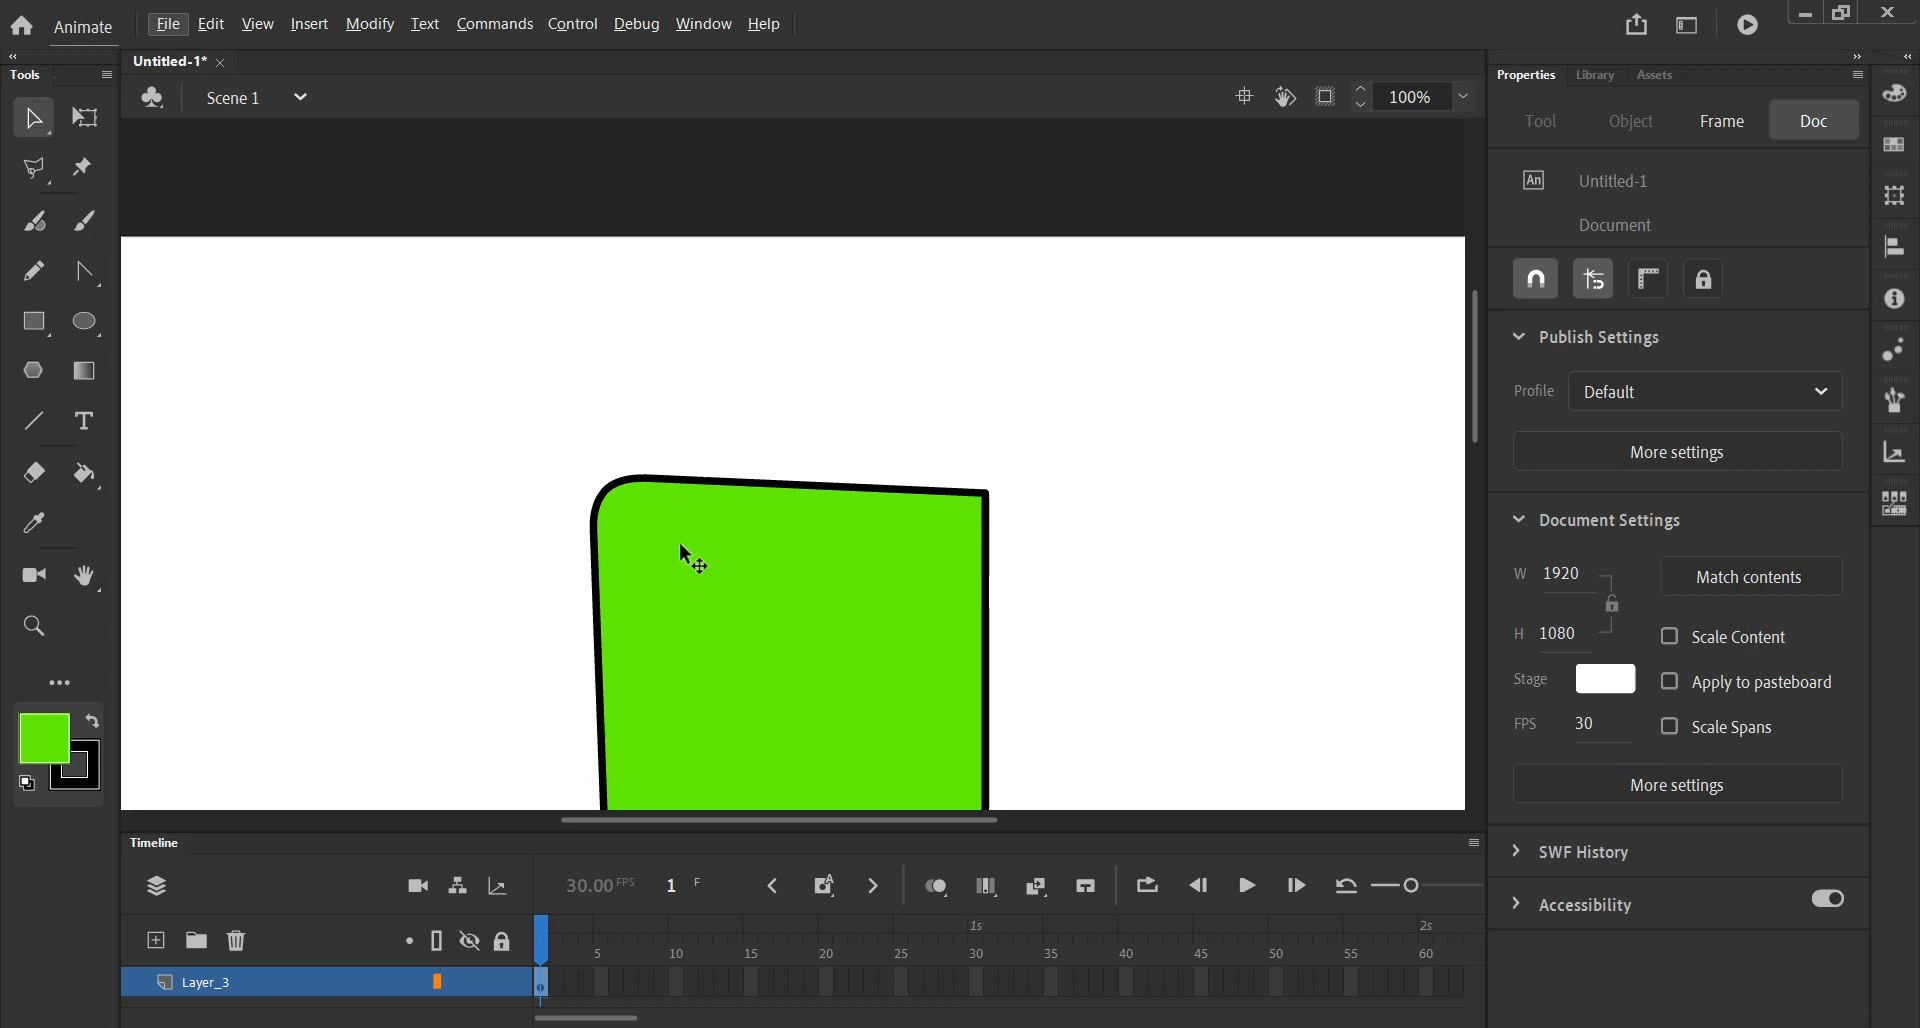 Animate File Edit View Insert Modify Text Commands Control Debug Window Help
Tools
Untitled-1*
Scene 1
100%
Properties Library Assets
Tool Object Frame Doc
An Untitled-1
Document
Publish Settings
Profile Default
More settings
Document Settings
W 1920
Match contents
H 1080
Scale Content
Stage
Apply to pasteboard
FPS 30
Scale Spans
More settings
SWF History
Accessibility
Timeline
30.00 FPS 1 F
1s 2s
5 10 15 20 25 30 35 40 45 50 55 60
Layer_3